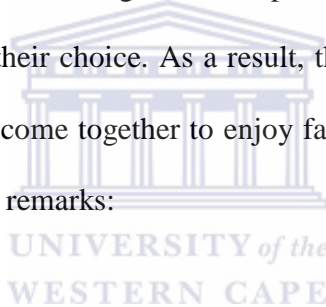 their choice. As a result, th
come together to enjoy fa
remarks:
UNIVERSITY of the
WESTERN CAPE